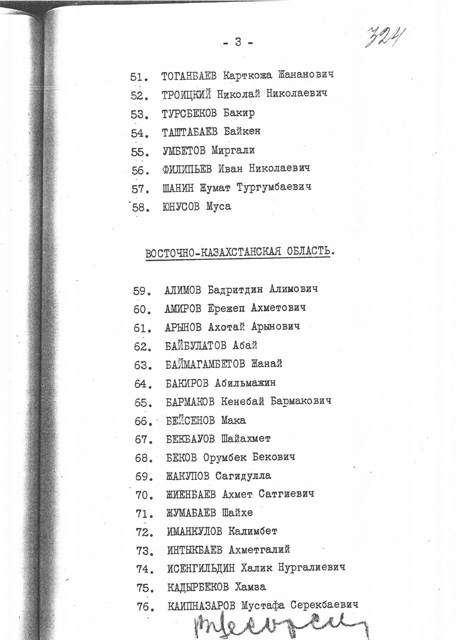 - 3 -
324
51. ТОГАНБАЕВ Карткожа Жананович
52. ТРОИЦКИЙ Николай Николаевич
53. ТУРСБЕКОВ Бакир
54. ТАШТАБАЕВ Байкен
55. УМБЕТОВ Миргали
56. ФИЛИПЬЕВ Иван Николаевич
57. ШАНИН Жумат Тургумбаевич
58. ЮНУСОВ Муса
ВОСТОЧНО-КАЗАХСТАНСКАЯ ОБЛАСТЬ.
59. АЛИМОВ Бадритдин Алимович
60. АМИРОВ Ережеп Ахметович
61. АРЫНОВ Ахотай Арынович
62. БАЙБУЛАТОВ Абай
63. БАЙМАГАМБЕТОВ Жанай
64. БАКИРОВ Абильмажин
65. БАРМАКОВ Кенебай Бармакович
66. БЕЙСЕНОВ Мака
67. БЕКБАУОВ Шайахмет
68. БЕКОВ Орумбек Бекович
69. ЖАКУПОВ Сагидулла
70. ЖИЕНБАЕВ Ахмет Сатгиевич
71. ЖУМАБАЕВ Шайхе
72. ИМАНКУЛОВ Калимбет
73. ИНТЫКБАЕВ Ахметгалий
74. ИСЕНГИЛЬДИН Халик Нургалиевич
75. КАДЫРБЕКОВ Хамза
76. КАИПНАЗАРОВ Мустафа Серекбаевич